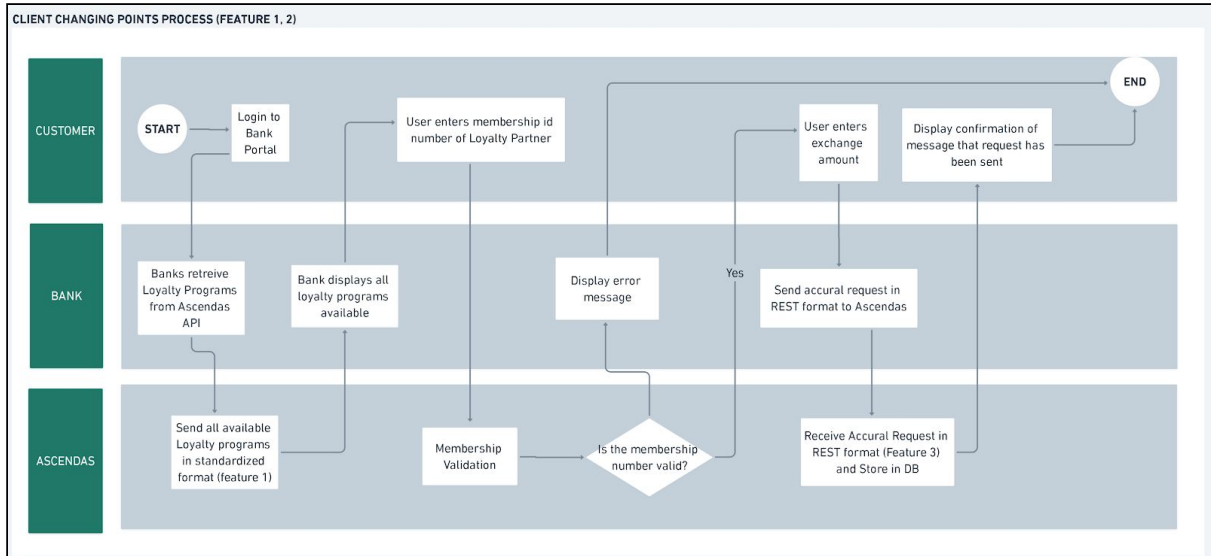 CLIENT CHANGING POINTS PROCESS (FEATURE 1, 2)
CUSTOMER
START
Login to
Bank
Portal
User enters membership id
number of Loyalty Partner
User enters
exchange
amount
Display confirmation of
message that request has
been sent
END
BANK
Banks retreive
Loyalty Programs
from Ascendas
API
Bank displays all
loyalty programs
available
Display error
message
Yes
Send accural request in
REST format to Ascendas
ASCENDAS
Send all available
Loyalty programs
in standardized
format (feature 1)
Membership
Validation
Is the membership
number valid?
Receive Accural Request in
REST format (Feature 3)
and Store in DB